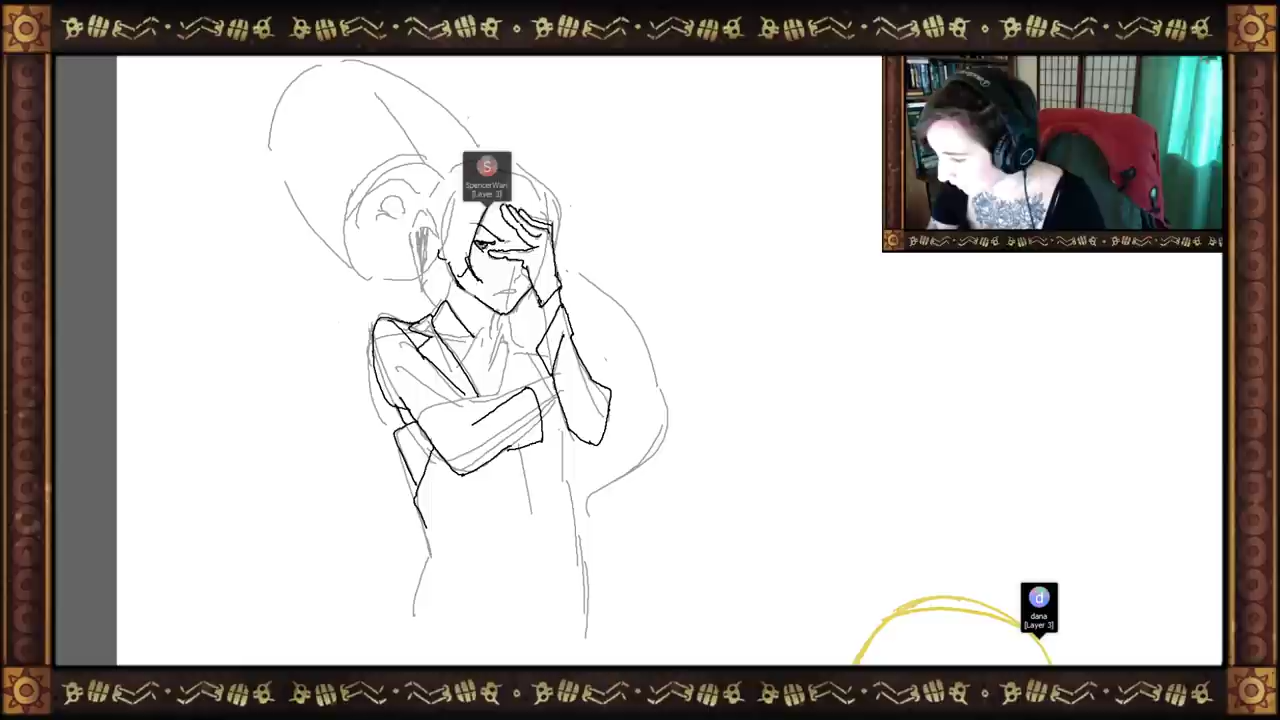 S
SpencerWan
[Layer 3]
d
dana
[Layer 3]